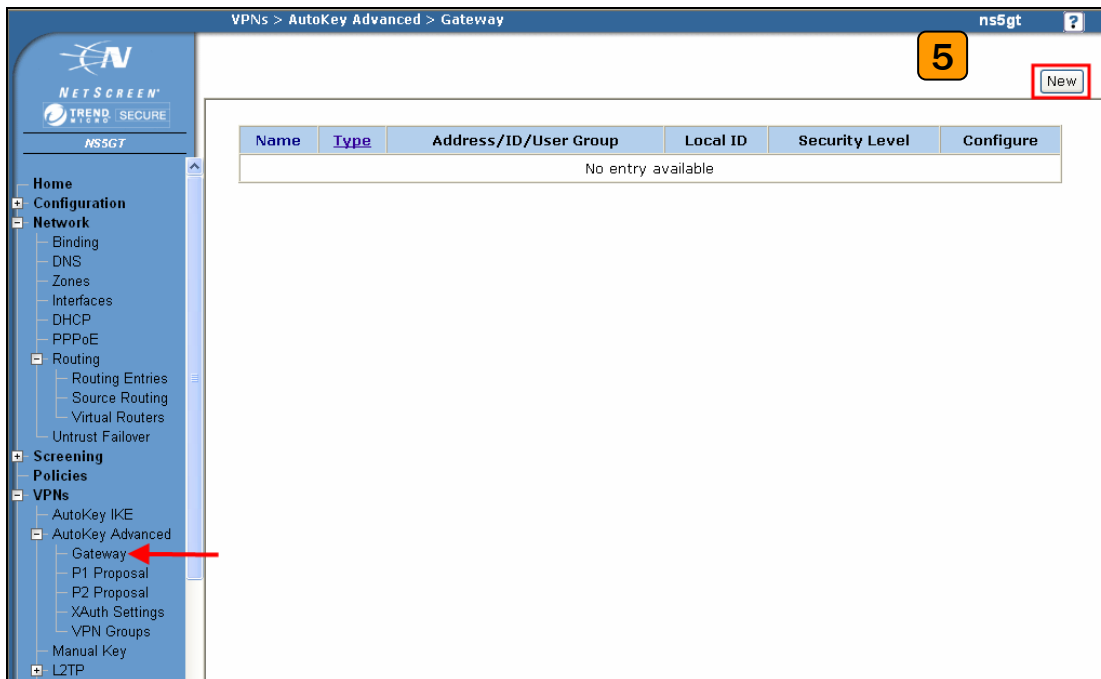 VPNs > AutoKey Advanced > Gateway
ns5gt
?
5
New
N
NETSCREEN
TREND MICRO SECURE
NS5GT
Name Type Address/ID/User Group Local ID Security Level Configure
No entry available
Home
Configuration
Network
Binding
DNS
Zones
Interfaces
DHCP
PPPoE
Routing
Routing Entries
Source Routing
Virtual Routers
Untrust Failover
Screening
Policies
VPNs
AutoKey IKE
AutoKey Advanced
Gateway
P1 Proposal
P2 Proposal
XAuth Settings
VPN Groups
Manual Key
L2TP